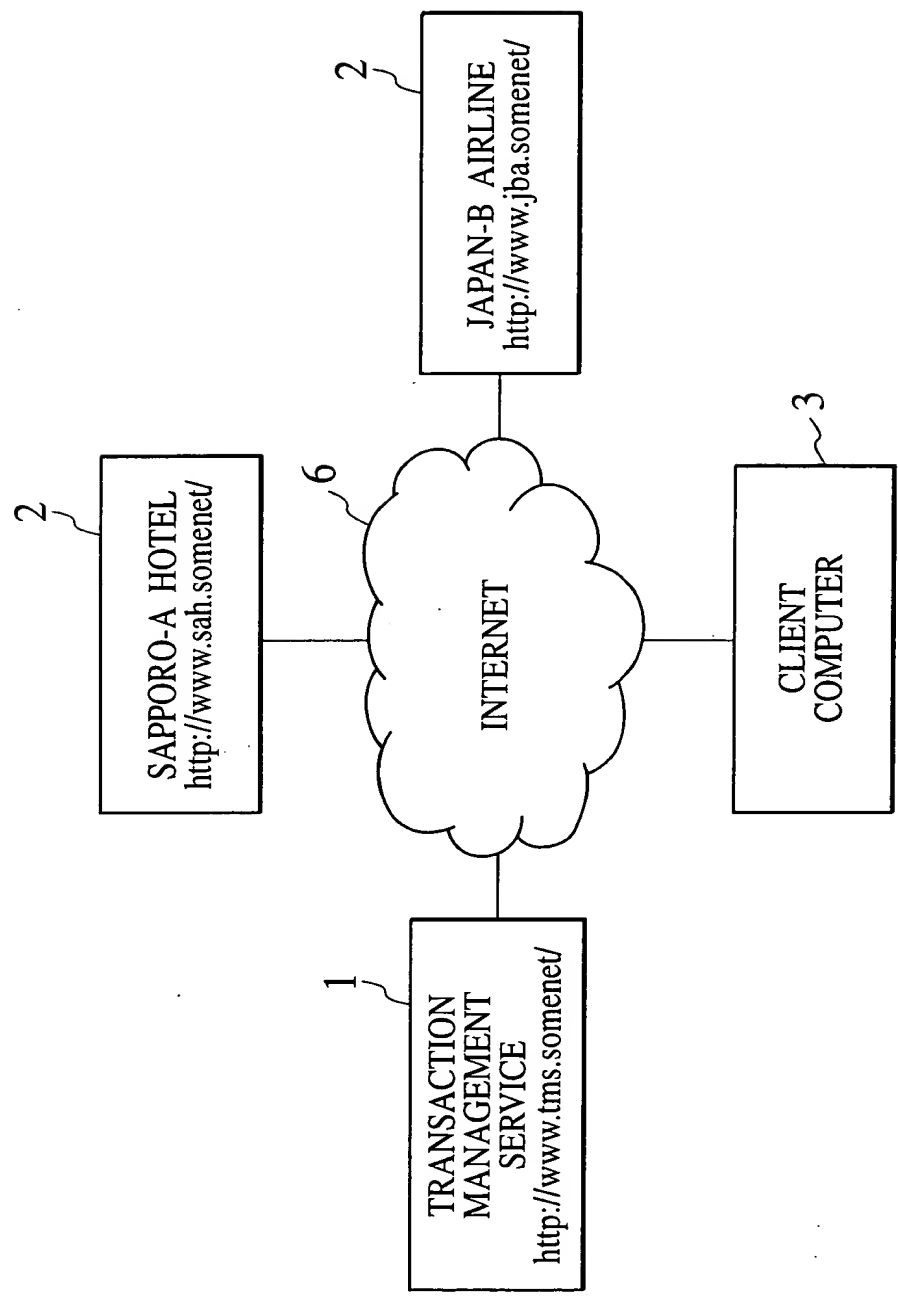 2
SAPPORO-A HOTEL
http://www.sah.somenet/
1
TRANSACTION
MANAGEMENT
SERVICE
http://www.tms.somenet/
6
INTERNET
2
JAPAN-B AIRLINE
http://www.jba.somenet/
3
CLIENT
COMPUTER